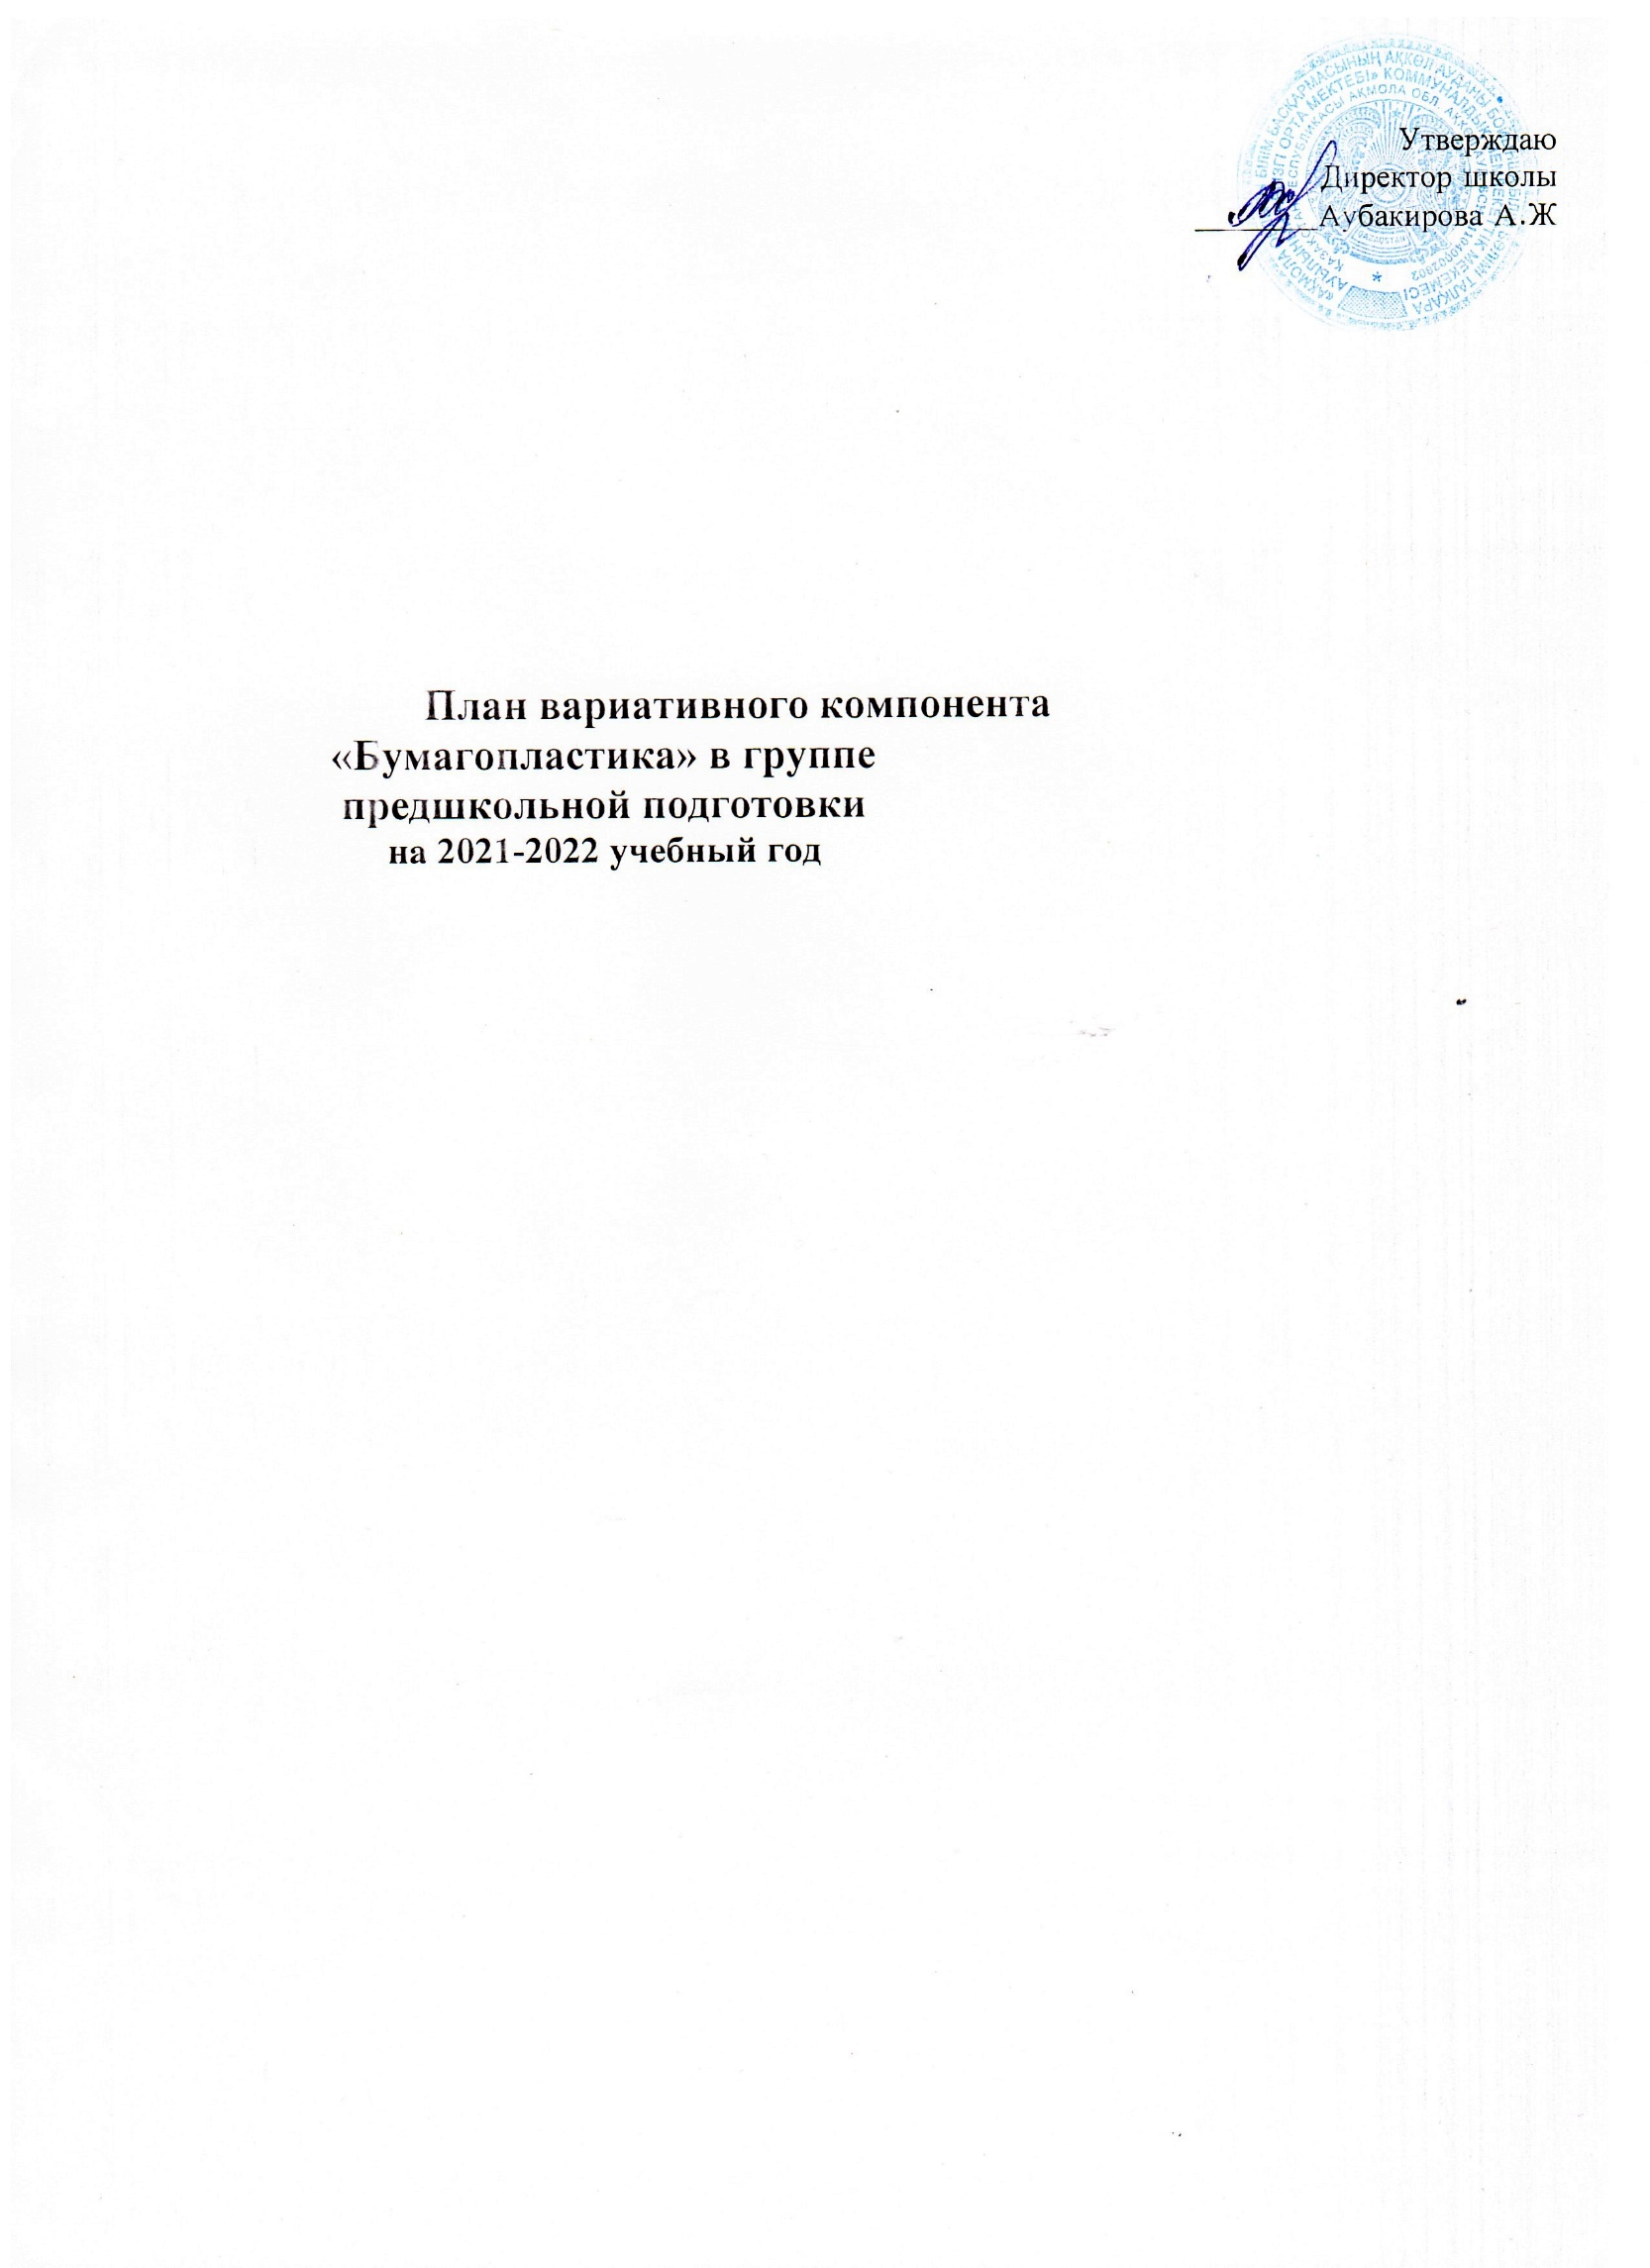 Утверждаю
Директор школы
Аубакирова А.Ж
План вариативного компонента
«Бумагопластика» в группе
предшкольной подготовки
на 2021-2022 учебный год